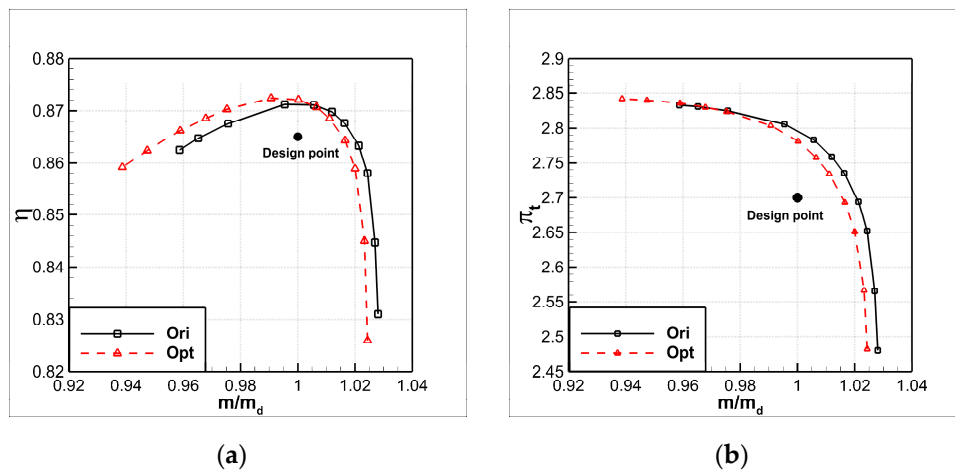 0.88
0.87
0.86
0.85
0.84
0.83
0.82
η
Design point
Ori
Opt
0.92 0.94 0.96 0.98 1 1.02 1.04
m/m_d
(a)
2.9
2.85
2.8
2.75
2.7
2.65
2.6
2.55
2.5
2.45
π_t
Design point
Ori
Opt
0.92 0.94 0.96 0.98 1 1.02 1.04
m/m_d
(b)